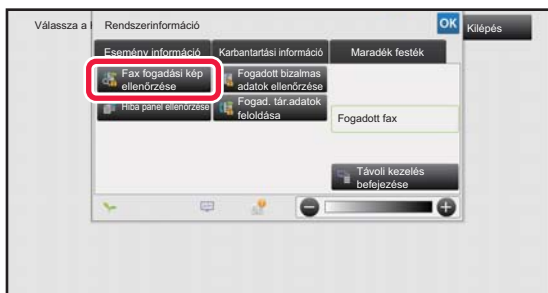 Válassza a
Rendszerinformáció
OK
Kilépés
Esemény információ
Karbantartási információ
Maradék festék
Fax fogadási kép
ellenőrzése
Fogadott bizalmas
adatok ellenőrzése
Hiba panel ellenőrzése
Fogad. tár.adatok
feloldása
Fogadott fax
Távoli kezelés
befejezése